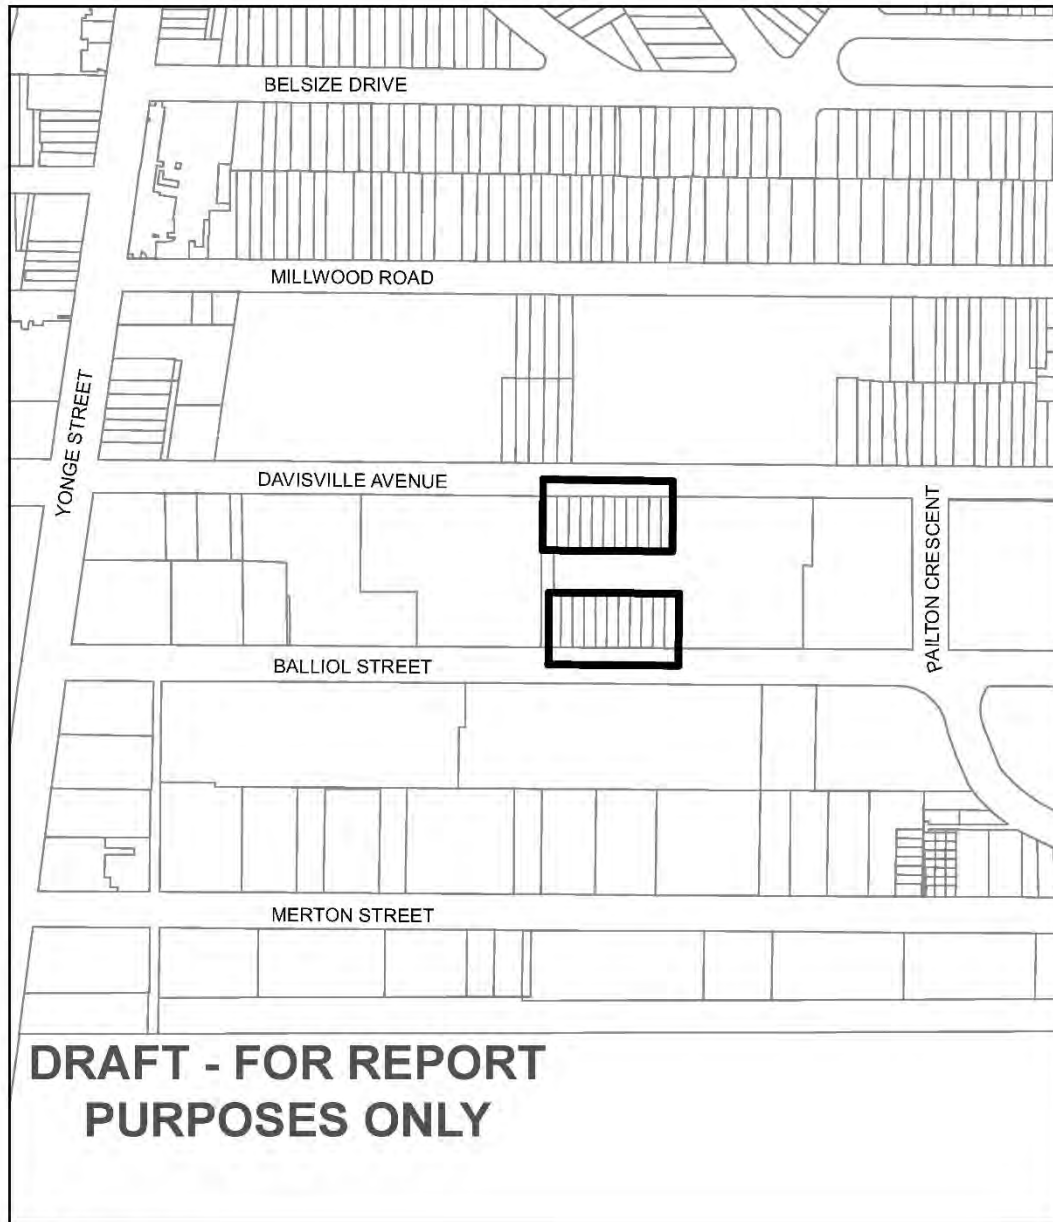 BELSIZE DRIVE
MILLWOOD ROAD
YONGE STREET
DAVISVILLE AVENUE
PAILTON CRESCENT
BALLIOL STREET
MERTON STREET
DRAFT - FOR REPORT
PURPOSES ONLY